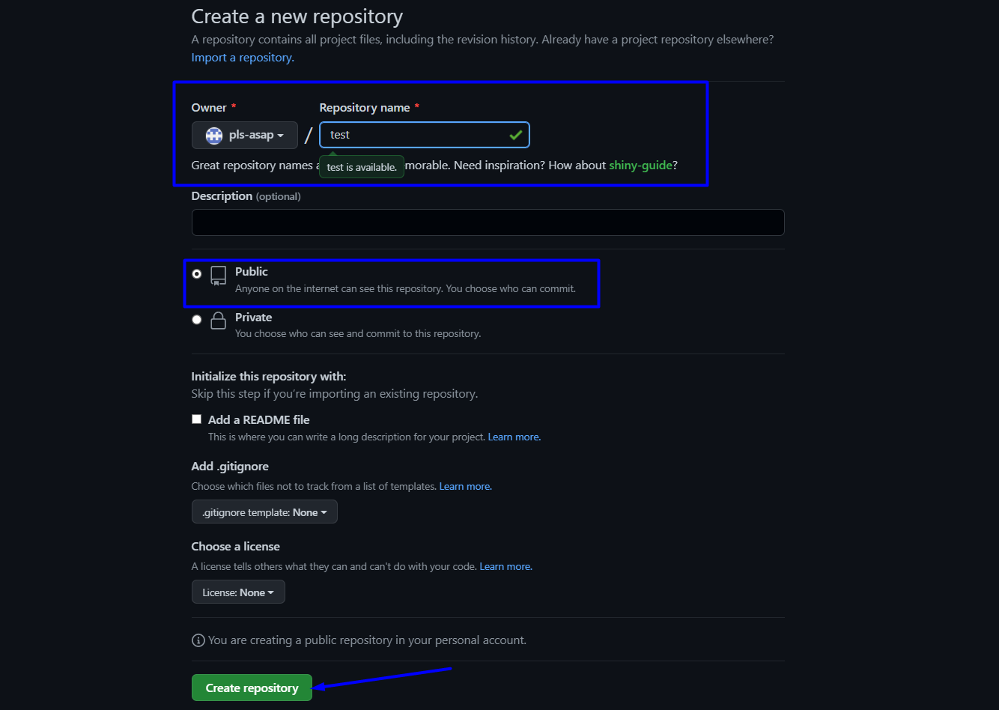 Create a new repository
A repository contains all project files, including the revision history. Already have a project repository elsewhere?
Import a repository.
Owner * Repository name *
pls-asap / test
Great repository names a morable. Need inspiration? How about shiny-guide?
test is available.
Description (optional)
Public
Anyone on the internet can see this repository. You choose who can commit.
Private
You choose who can see and commit to this repository.
Initialize this repository with:
Skip this step if you're importing an existing repository.
Add a README file
This is where you can write a long description for your project. Learn more.
Add .gitignore
Choose which files not to track from a list of templates. Learn more.
.gitignore template: None
Choose a license
A license tells others what they can and can't do with your code. Learn more.
License: None
You are creating a public repository in your personal account.
Create repository